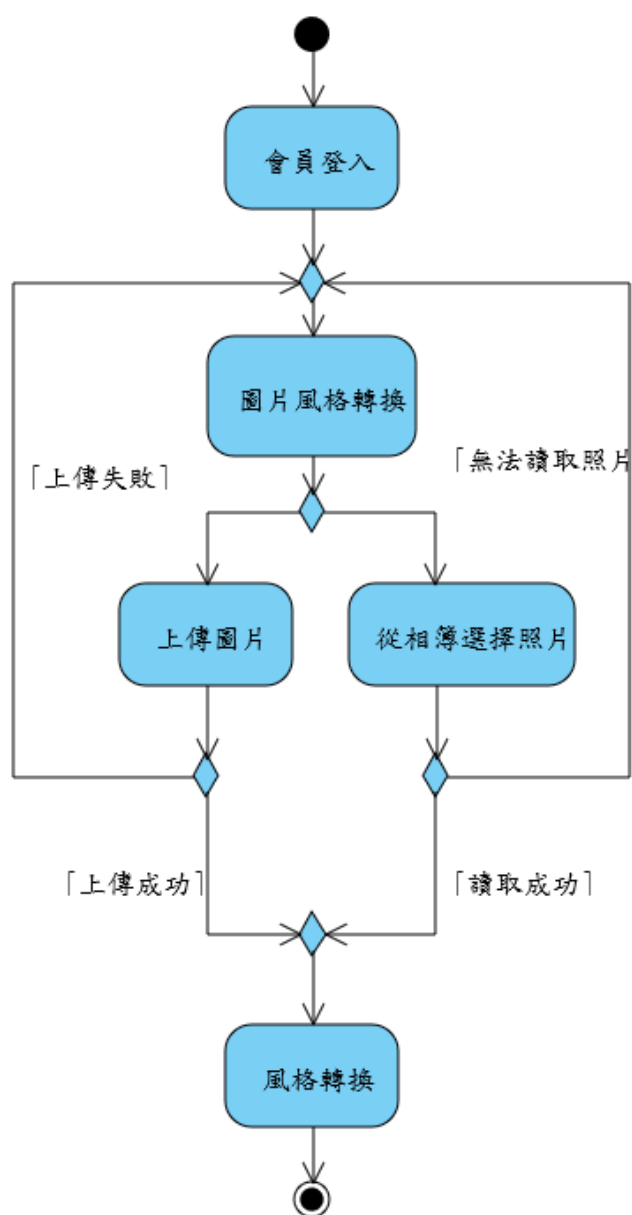 會員登入
圖片風格轉換
「上傳失敗」
「無法讀取照片
上傳圖片
從相簿選擇照片
「上傳成功」
「讀取成功」
風格轉換